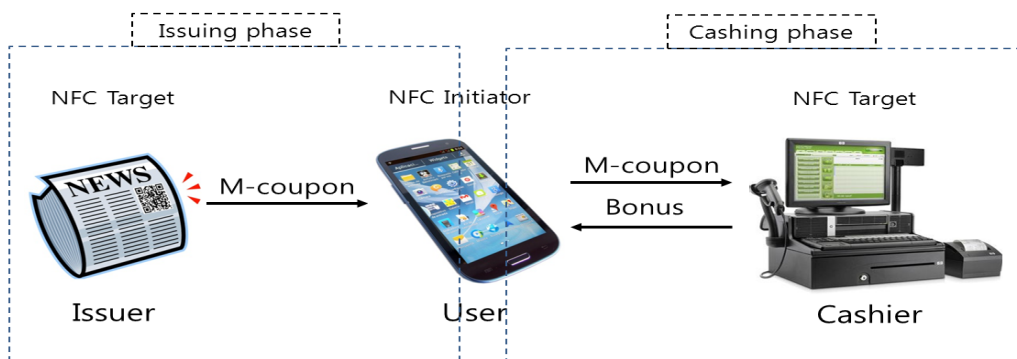 Issuing phase
Cashing phase
NFC Target
NFC Initiator
NFC Target
NEWS
M-coupon
M-coupon
Bonus
Issuer
User
Cashier